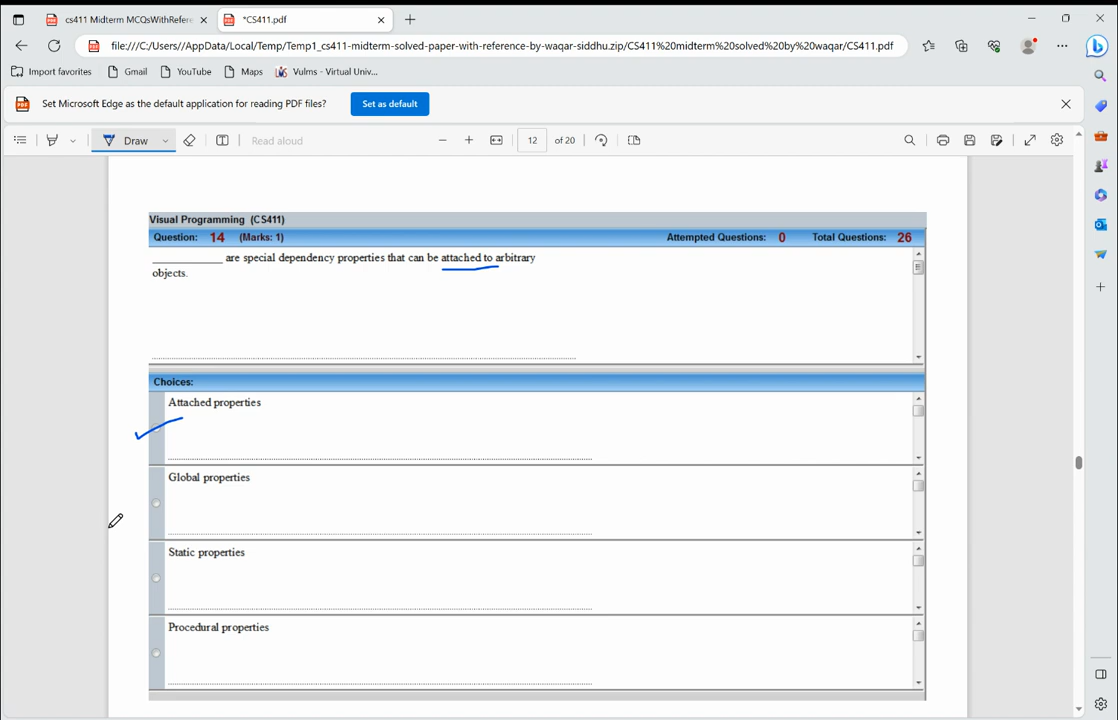 cs411 Midterm MCQsWithRefere
*CS411.pdf
file:///C:/Users//AppData/Local/Temp/Temp1_cs411-midterm-solved-paper-with-reference-by-waqar-siddhu.zip/CS411%20midterm%20solved%20by%20waqar/CS411.pdf
Import favorites Gmail YouTube Maps Vulms - Virtual Univ...
Set Microsoft Edge as the default application for reading PDF files? Set as default
Draw Read aloud 12 of 20
Visual Programming (CS411)
Question: 14 (Marks: 1) Attempted Questions: 0 Total Questions: 26
___________ are special dependency properties that can be attached to arbitrary
objects.
Choices:
Attached properties
Global properties
Static properties
Procedural properties